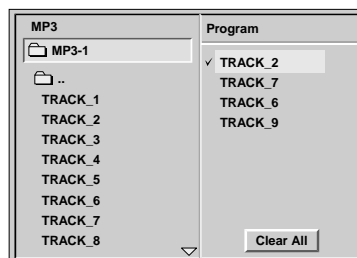 MP3
MP3-1
..
TRACK_1
TRACK_2
TRACK_3
TRACK_4
TRACK_5
TRACK_6
TRACK_7
TRACK_8
Program
✓ TRACK_2
TRACK_7
TRACK_6
TRACK_9
Clear All